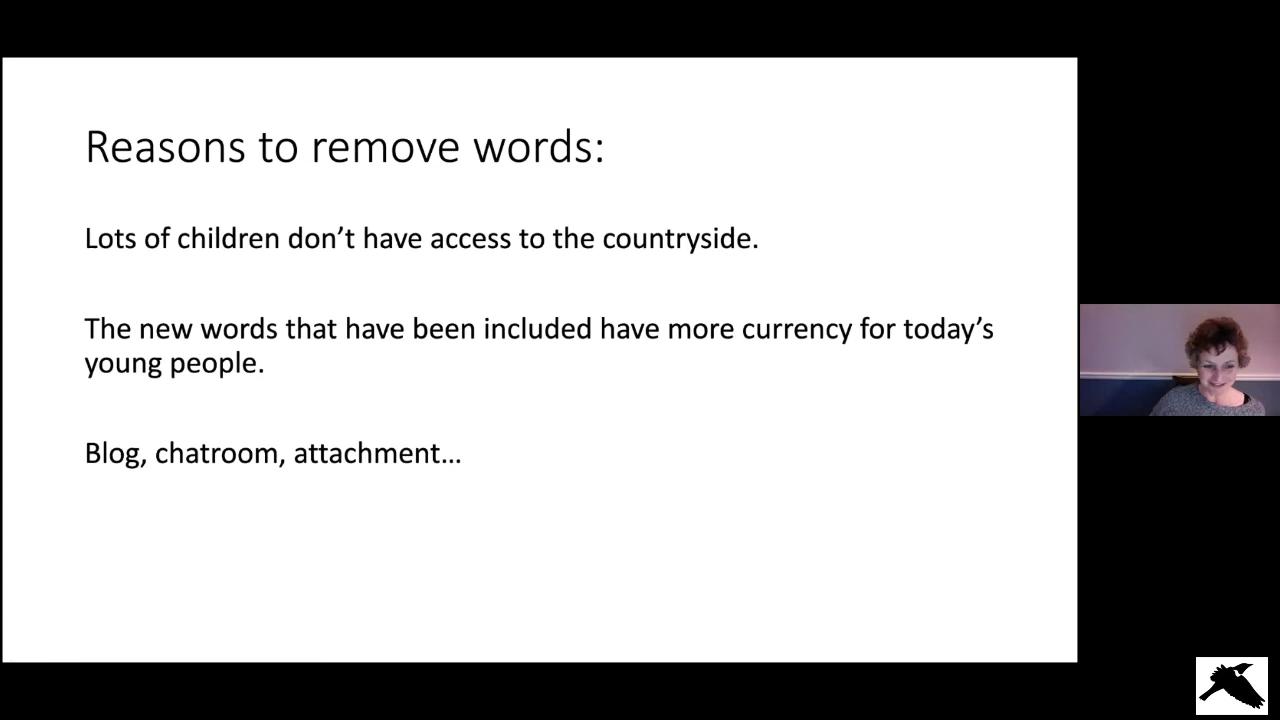 Reasons to remove words:
Lots of children don’t have access to the countryside.
The new words that have been included have more currency for today’s
young people.
Blog, chatroom, attachment…